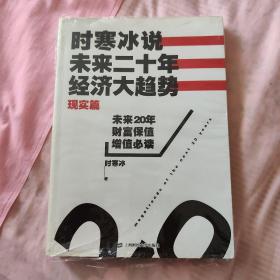 时寒冰说
未来二十年
经济大趋势
现实篇
未来20年
财富保值
增值必读
时寒冰
著